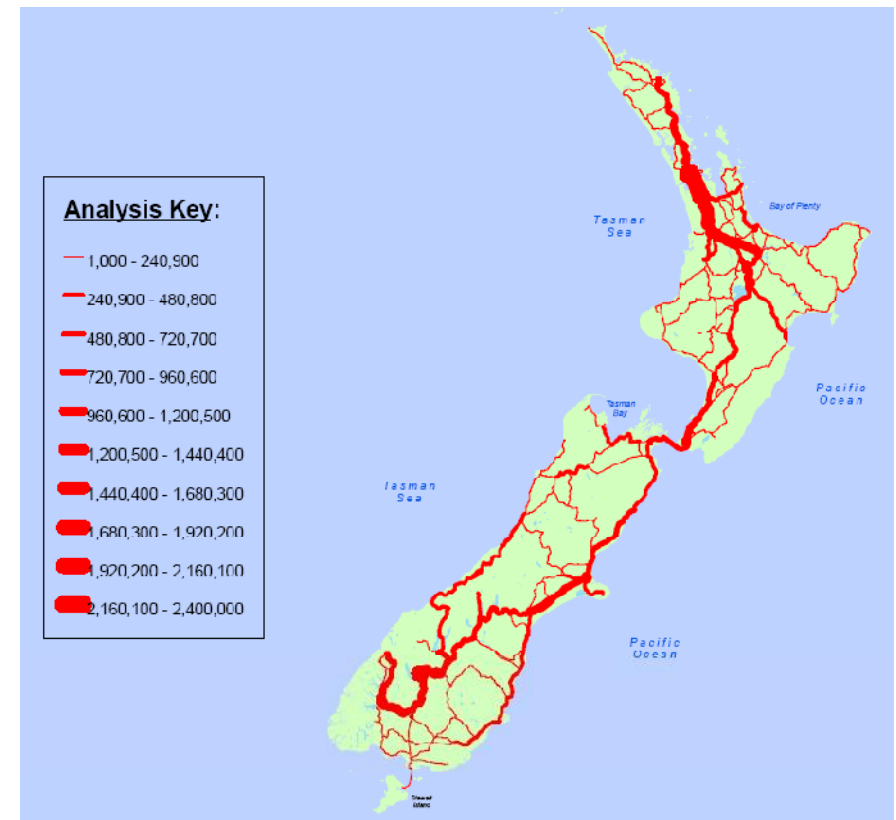 Analysis Key:
1,000 - 240,900
240,900 - 480,800
480,800 - 720,700
720,700 - 960,600
960,600 - 1,200,500
1,200,500 - 1,440,400
1,440,400 - 1,680,300
1,680,300 - 1,920,200
1,920,200 - 2,160,100
2,160,100 - 2,400,000
Tasman
Sea
Bay of Plenty
Pacific
Ocean
Tasman
Bay
Tasman
Sea
Pacific
Ocean
Stewart
Island